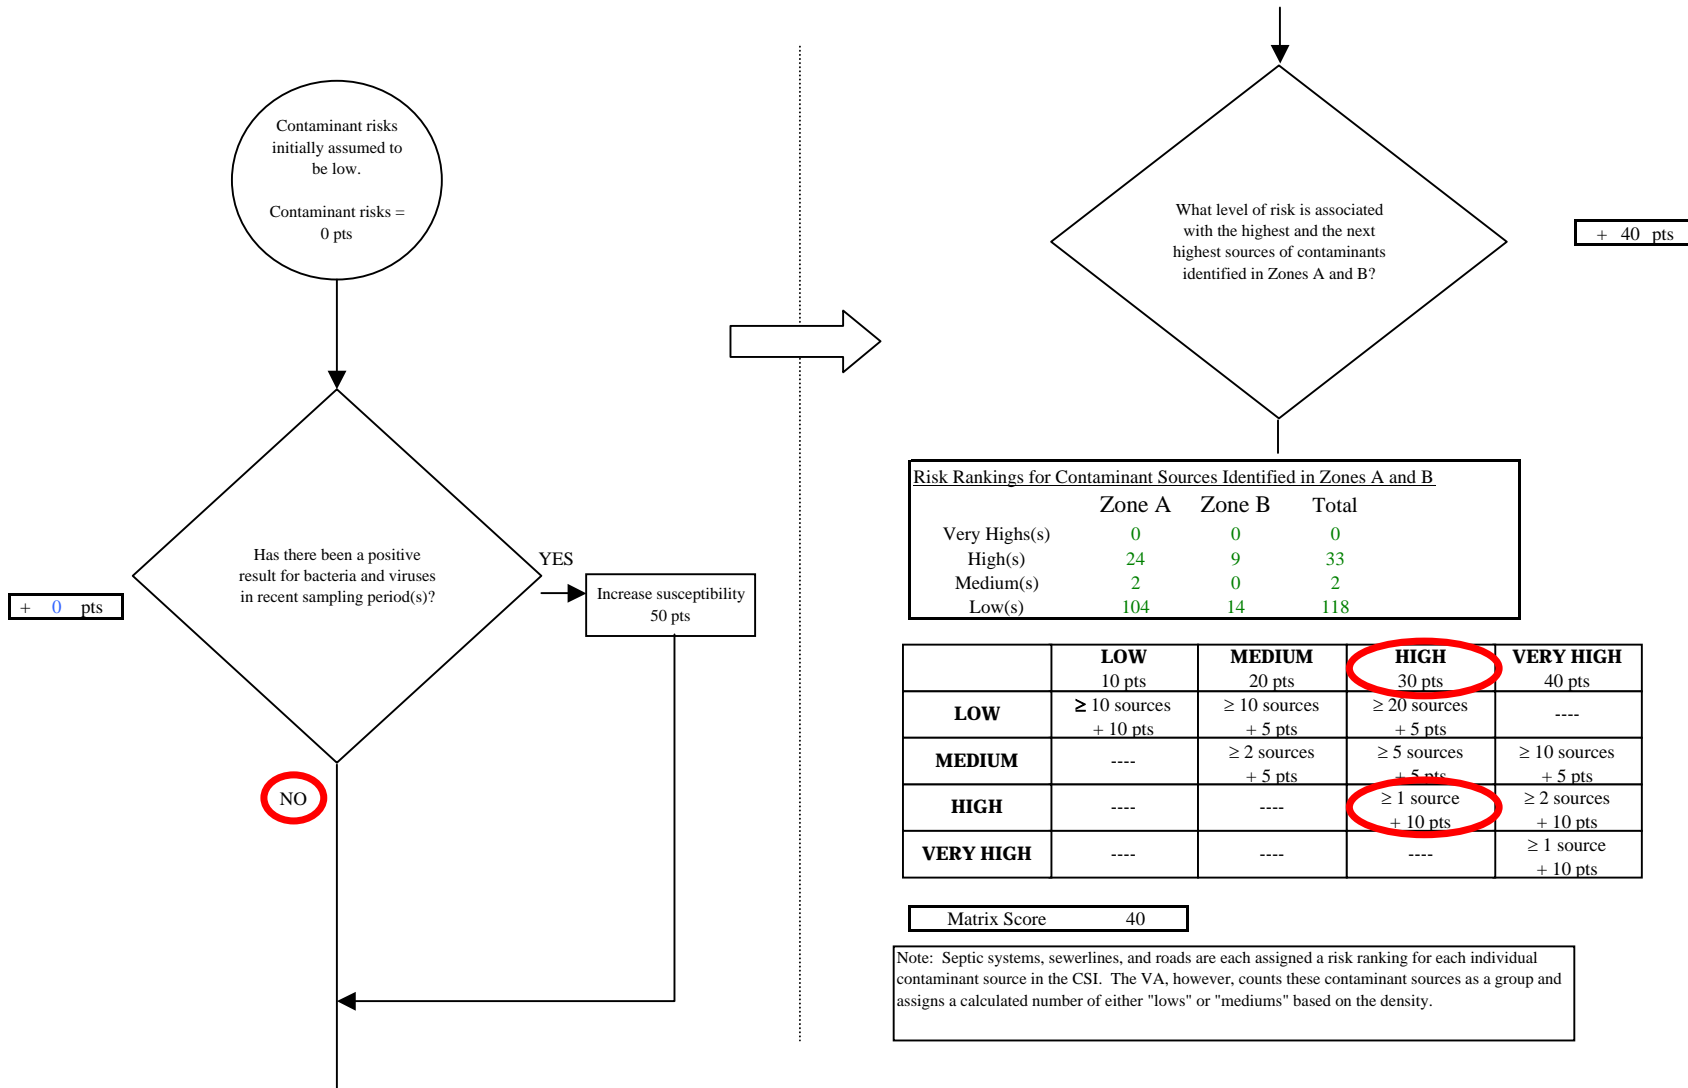 Contaminant risks
initially assumed to
be low.
Contaminant risks =
0 pts
Has there been a positive
result for bacteria and viruses
in recent sampling period(s)?
+ 0 pts
YES
Increase susceptibility
50 pts
NO
What level of risk is associated
with the highest and the next
highest sources of contaminants
identified in Zones A and B?
+ 40 pts
Risk Rankings for Contaminant Sources Identified in Zones A and B
Zone A Zone B Total
Very Highs(s) 0 0 0
High(s) 24 9 33
Medium(s) 2 0 2
Low(s) 104 14 118
LOW MEDIUM HIGH VERY HIGH
10 pts 20 pts 30 pts 40 pts
LOW ≥ 10 sources ≥ 10 sources ≥ 20 sources ----
+ 10 pts + 5 pts + 5 pts
MEDIUM ---- ≥ 2 sources ≥ 5 sources ≥ 10 sources
+ 5 pts + 5 pts + 5 pts
HIGH ---- ---- ≥ 1 source ≥ 2 sources
+ 10 pts + 10 pts
VERY HIGH ---- ---- ---- ≥ 1 source
+ 10 pts
Matrix Score 40
Note: Septic systems, sewerlines, and roads are each assigned a risk ranking for each individual
contaminant source in the CSI. The VA, however, counts these contaminant sources as a group and
assigns a calculated number of either "lows" or "mediums" based on the density.